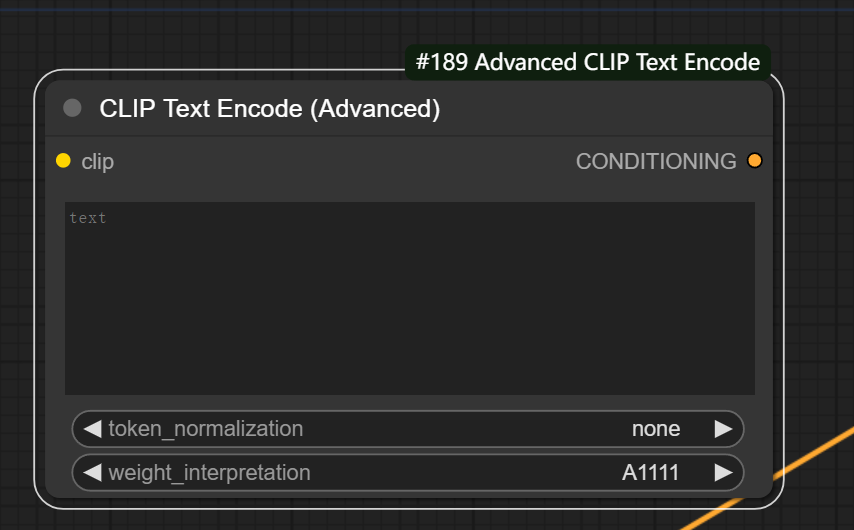 #189 Advanced CLIP Text Encode
CLIP Text Encode (Advanced)
clip CONDITIONING
text
token_normalization none
weight_interpretation A1111